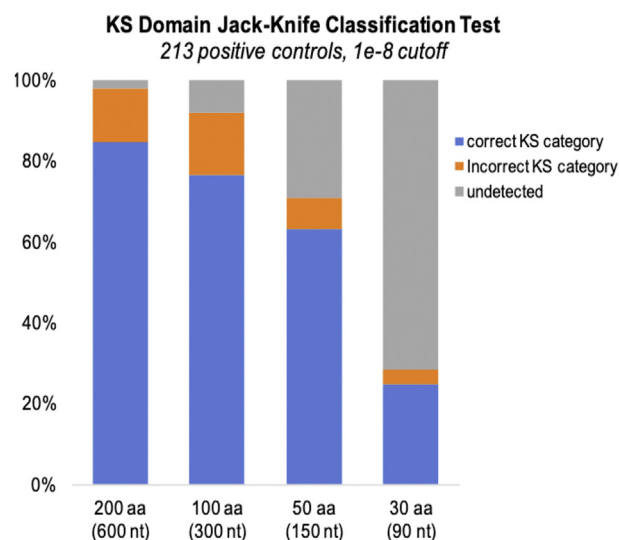 KS Domain Jack-Knife Classification Test
213 positive controls, 1e-8 cutoff
100%
80%
60%
40%
20%
0%
correct KS category
Incorrect KS category
undetected
200 aa 100 aa 50 aa 30 aa
(600 nt) (300 nt) (150 nt) (90 nt)